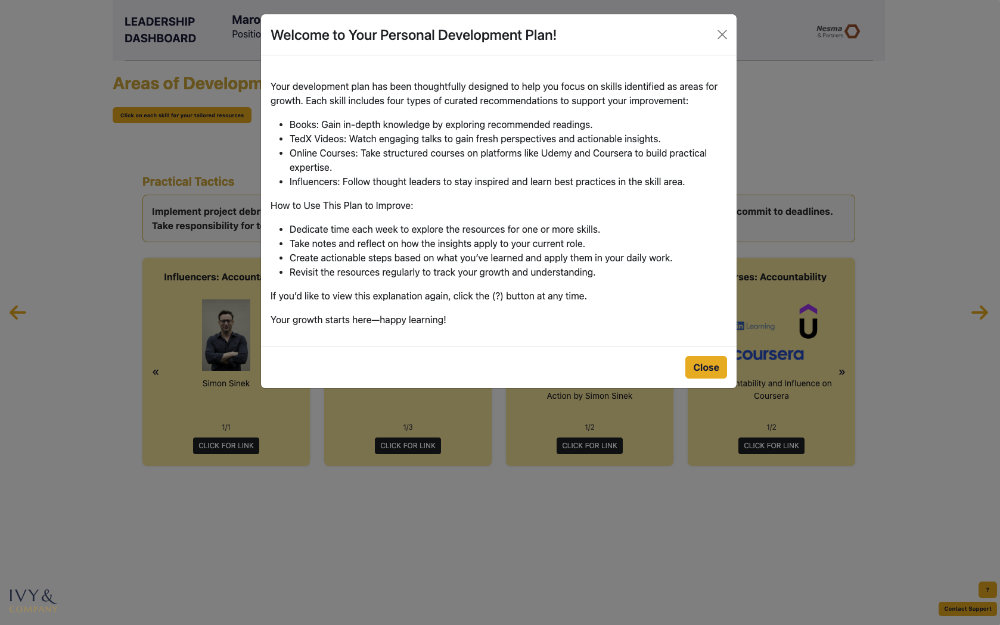 LEADERSHIP
DASHBOARD
Nesma
& Partners
Welcome to Your Personal Development Plan!
Your development plan has been thoughtfully designed to help you focus on skills identified as areas for
growth. Each skill includes four types of curated recommendations to support your improvement:
• Books: Gain in-depth knowledge by exploring recommended readings.
• TedX Videos: Watch engaging talks to gain fresh perspectives and actionable insights.
• Online Courses: Take structured courses on platforms like Udemy and Coursera to build practical
expertise.
• Influencers: Follow thought leaders to stay inspired and learn best practices in the skill area.
How to Use This Plan to Improve:
• Dedicate time each week to explore the resources for one or more skills.
• Take notes and reflect on how the insights apply to your current role.
• Create actionable steps based on what you’ve learned and apply them in your daily work.
• Revisit the resources regularly to track your growth and understanding.
If you’d like to view this explanation again, click the (?) button at any time.
Your growth starts here—happy learning!
Close
Areas of
Click on each skill for your tailored resources
Practical Tactics
Implement project
commit to deadlines.
Take responsibility for
Influencers:
Simon Sinek
1/1
CLICK FOR LINK
1/3
CLICK FOR LINK
Action by Simon Sinek
1/2
CLICK FOR LINK
Accountability
Learning
coursera
and Influence on
Coursera
1/2
CLICK FOR LINK
«
»
IVY &
COMPANY
?
Contact Support